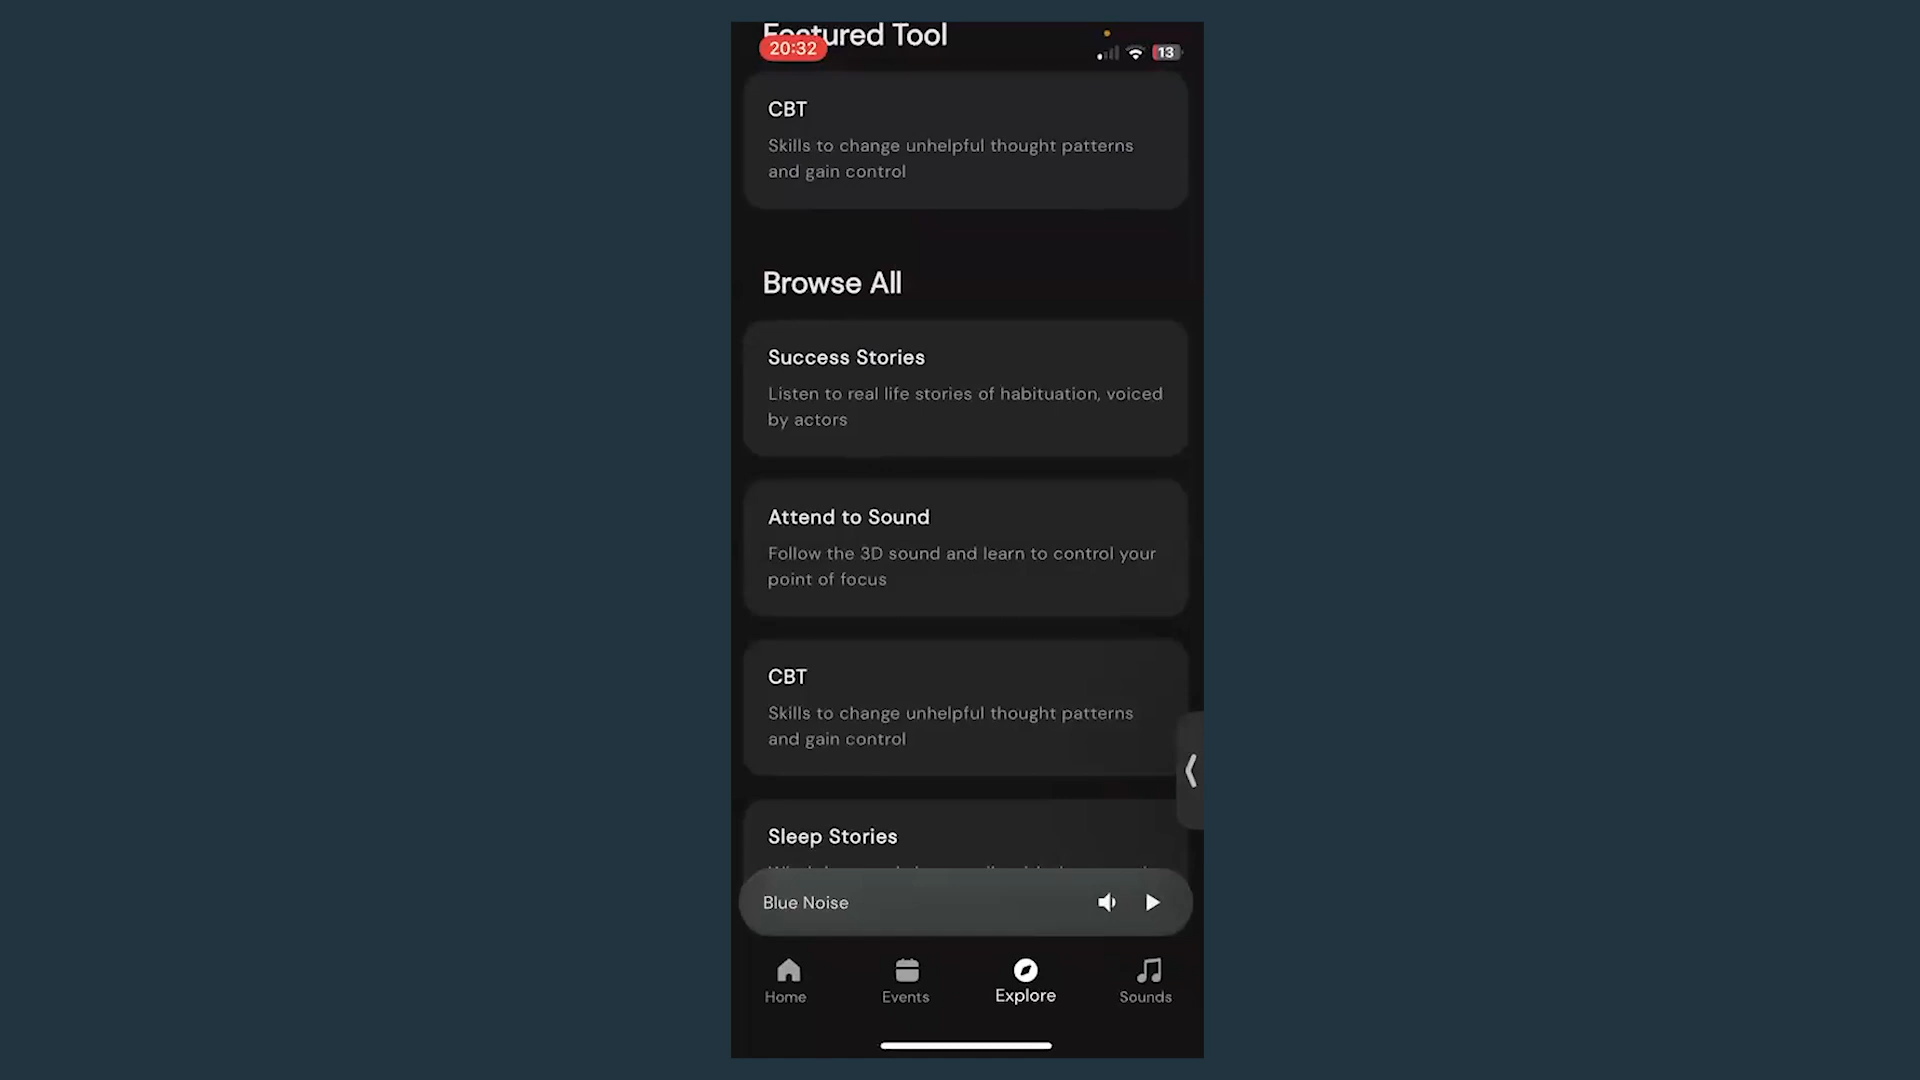 Featured Tool
20:32
13
CBT
Skills to change unhelpful thought patterns
and gain control
Browse All
Success Stories
Listen to real life stories of habituation, voiced
by actors
Attend to Sound
Follow the 3D sound and learn to control your
point of focus
CBT
Skills to change unhelpful thought patterns
and gain control
Sleep Stories
Blue Noise
Home
Events
Explore
Sounds